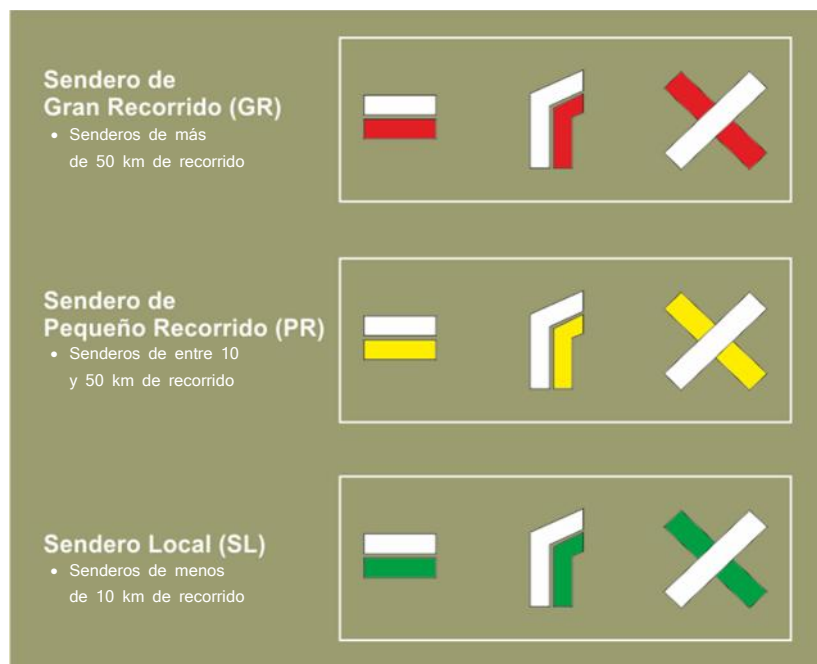 Sendero de
Gran Recorrido (GR)
• Senderos de más
de 50 km de recorrido
Sendero de
Pequeño Recorrido (PR)
• Senderos de entre 10
y 50 km de recorrido
Sendero Local (SL)
• Senderos de menos
de 10 km de recorrido